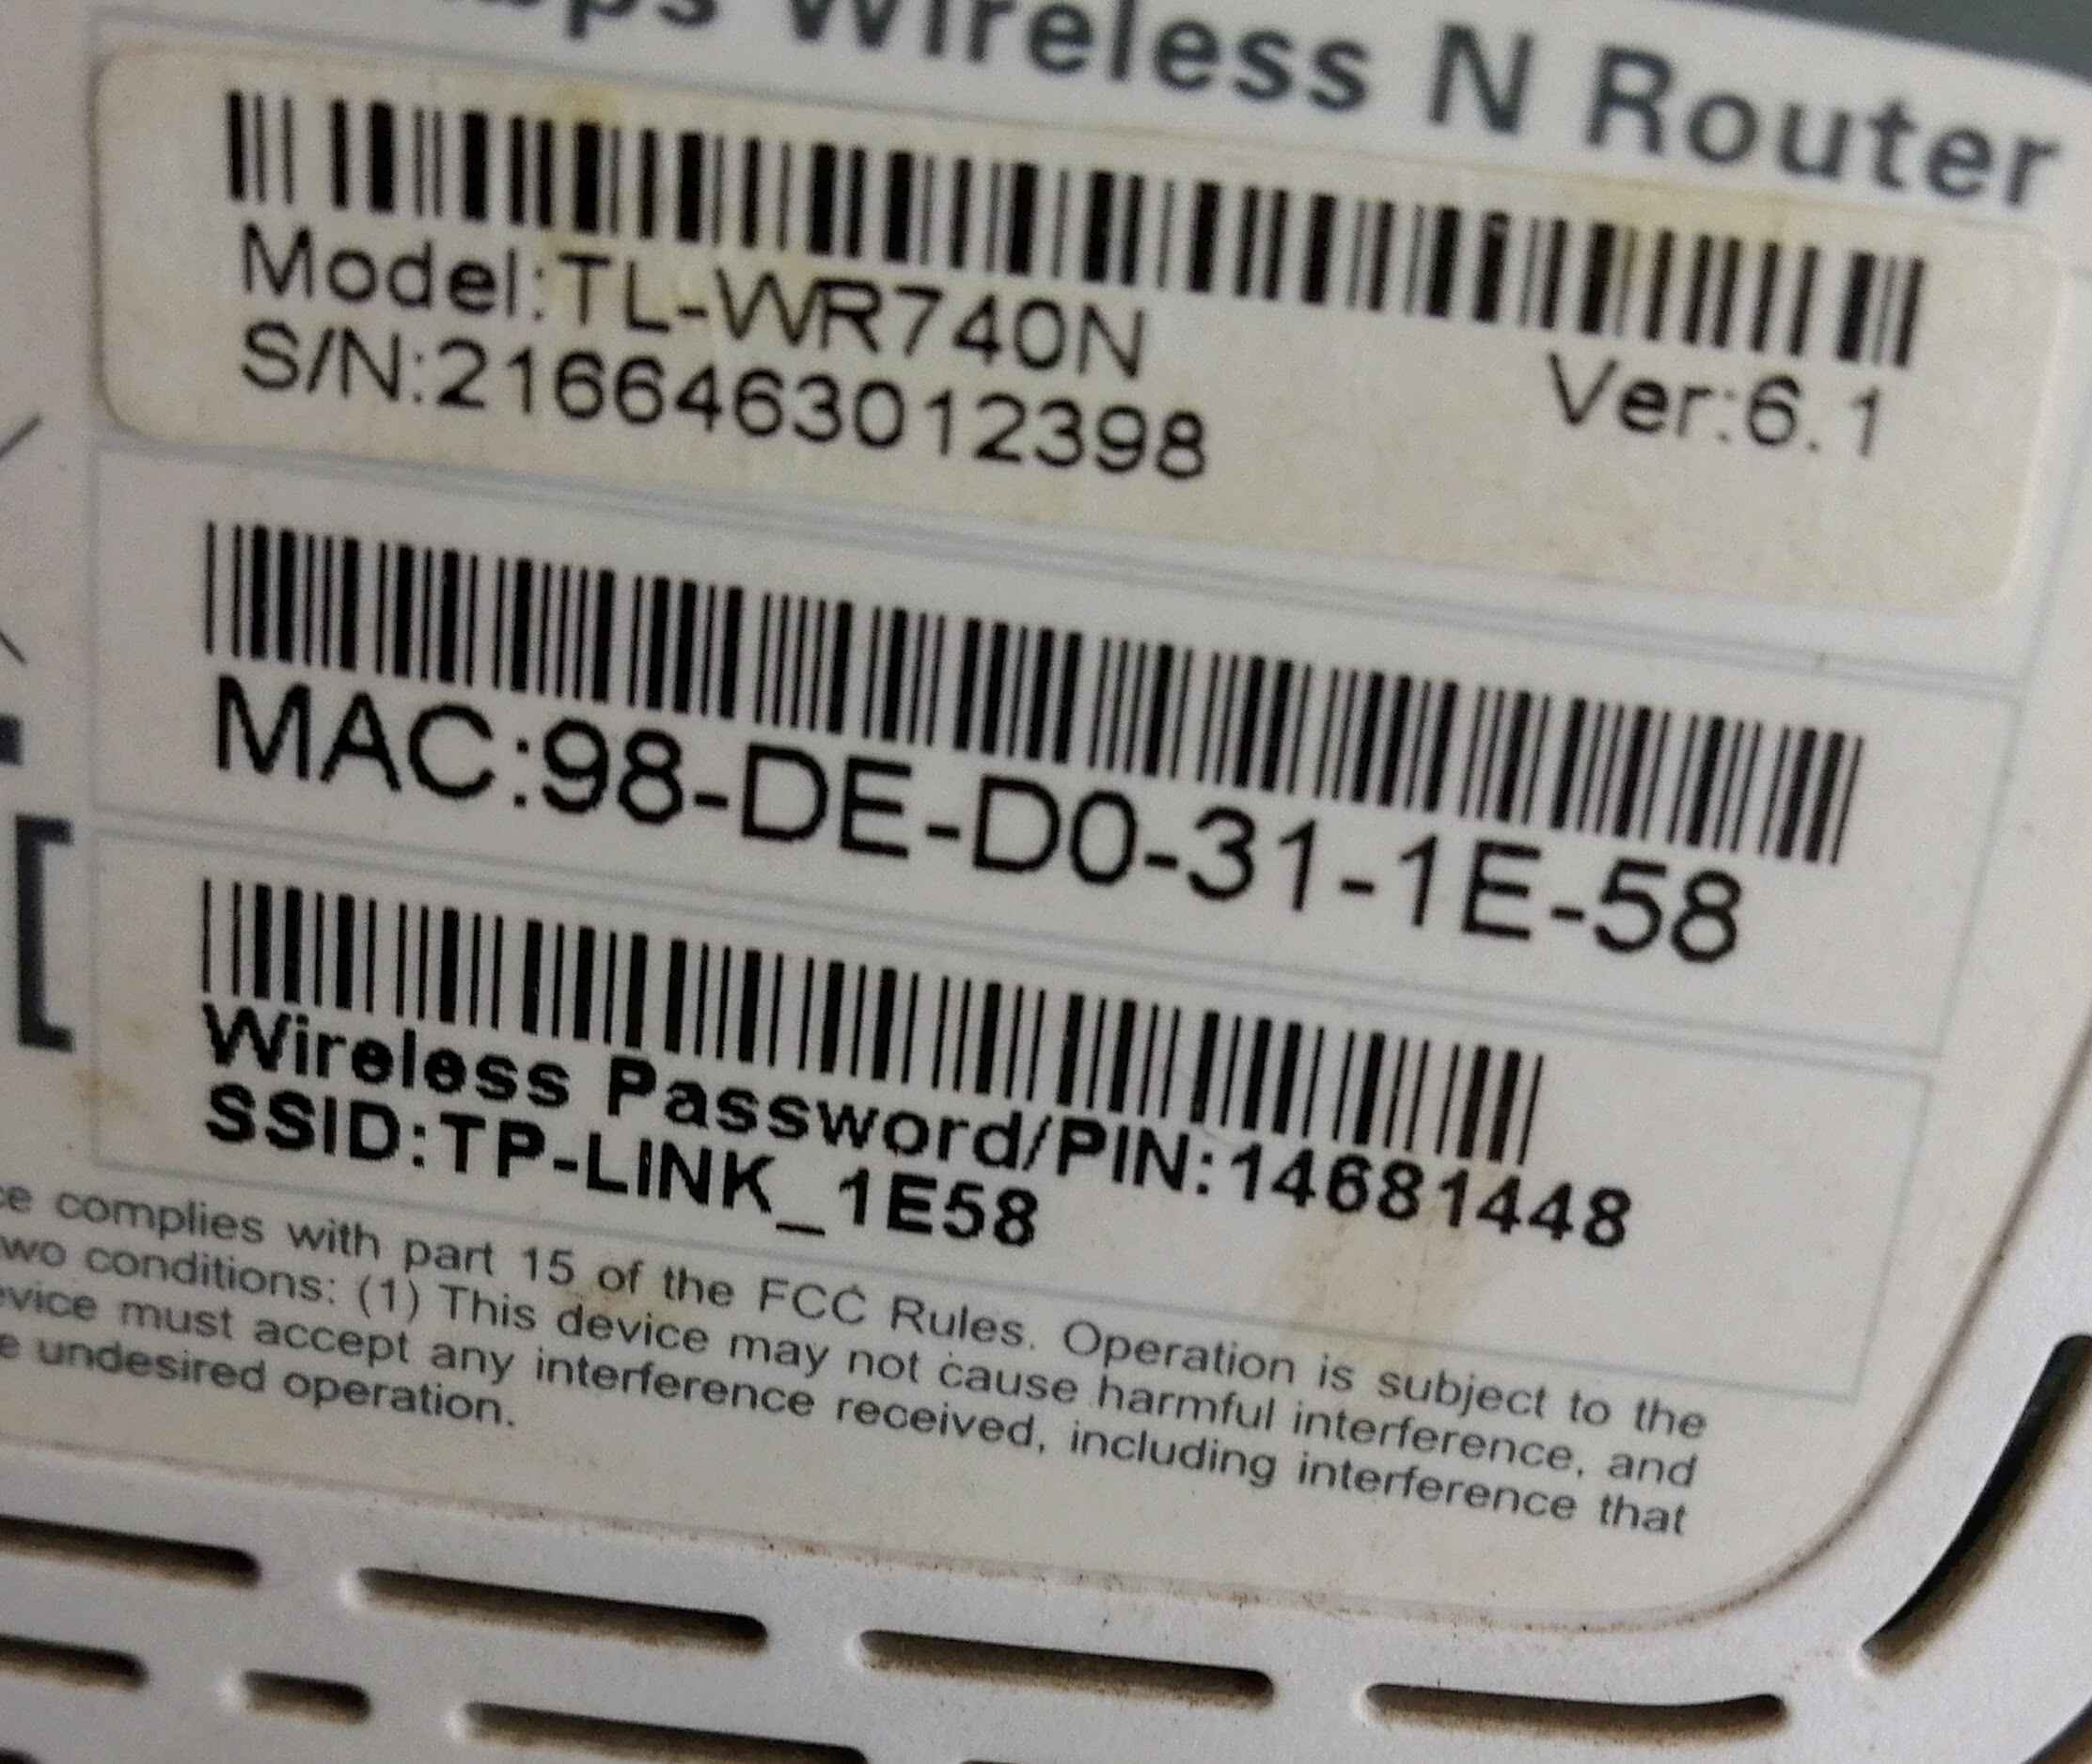 Wireless N Router
Model:TL-WR740N
Ver:6.1
S/N:2166463012398
MAC:98-DE-D0-31-1E-58
Wireless Password/PIN:14681448
SSID:TP-LINK_1E58
complies with part 15 of the FCC Rules. Operation is subject to the
two conditions: (1) This device may not cause harmful interference, and
must accept any interference received, including interference that
undesired operation.